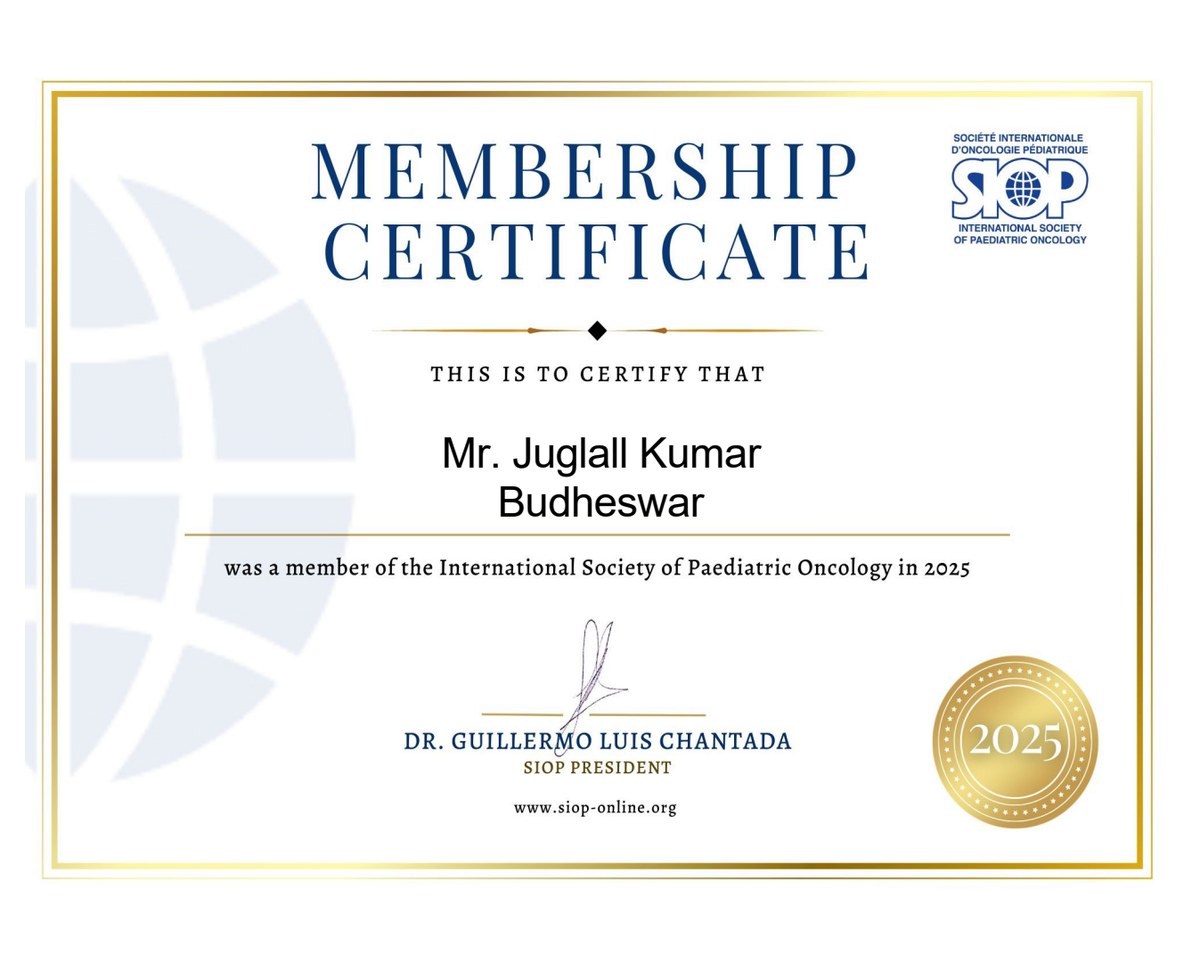 MEMBERSHIP
CERTIFICATE
SOCIÉTÉ INTERNATIONALE
D'ONCOLOGIE PÉDIATRIQUE
SIOP
INTERNATIONAL SOCIETY
OF PAEDIATRIC ONCOLOGY
THIS IS TO CERTIFY THAT
Mr. Juglall Kumar
Budheswar
was a member of the International Society of Paediatric Oncology in 2025
DR. GUILLERMO LUIS CHANTADA
SIOP PRESIDENT
www.siop-online.org
2025